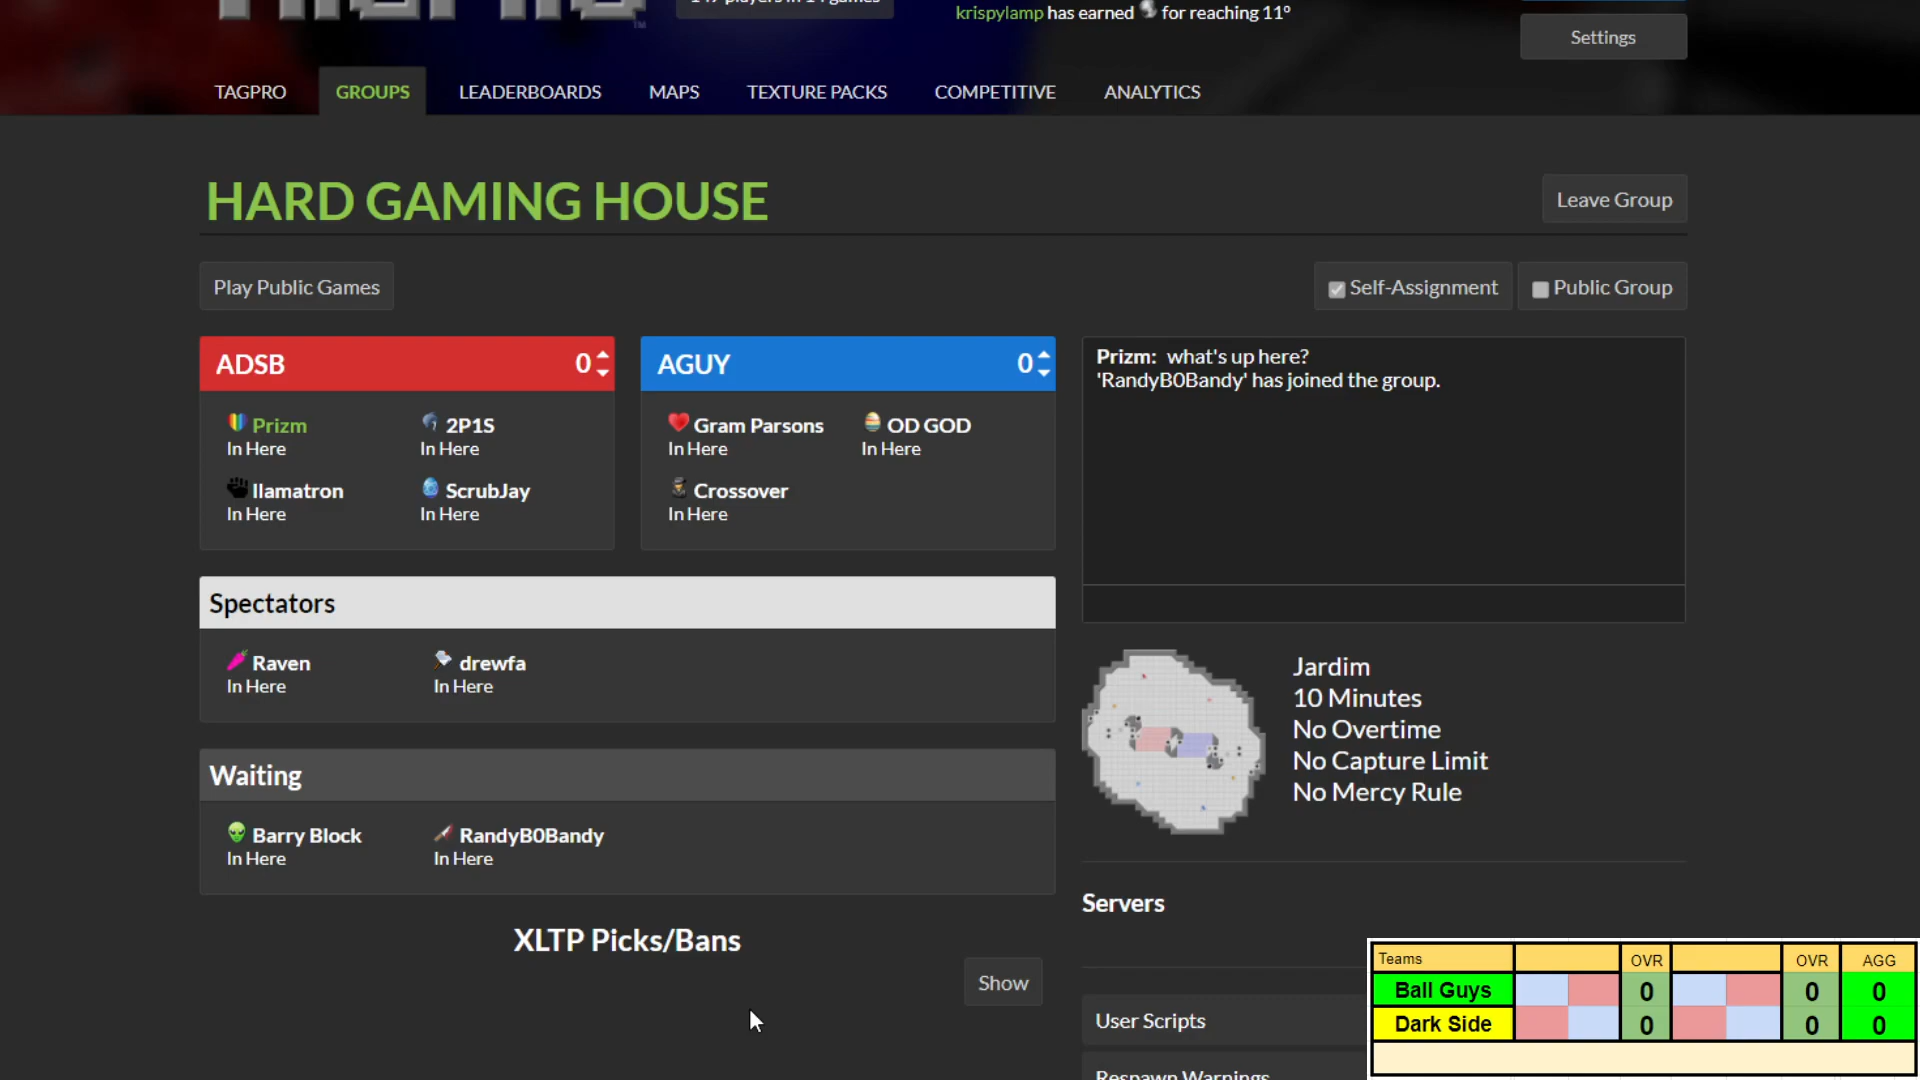 krispylamp has earned for reaching 11°
Settings
TAGPRO
GROUPS
LEADERBOARDS
MAPS
TEXTURE PACKS
COMPETITIVE
ANALYTICS
HARD GAMING HOUSE
Leave Group
Play Public Games
Self-Assignment
Public Group
ADSB 0
Prizm
In Here
2P1S
In Here
llamatron
In Here
ScrubJay
In Here
AGUY 0
Gram Parsons
In Here
OD GOD
In Here
Crossover
In Here
Prizm: what's up here?
'RandyB0Bandy' has joined the group.
Spectators
Raven
In Here
drewfa
In Here
Waiting
Barry Block
In Here
RandyB0Bandy
In Here
XLTP Picks/Bans
Show
Jardim
10 Minutes
No Overtime
No Capture Limit
No Mercy Rule
Servers
User Scripts
Respawn Warnings
Teams OVR OVR AGG
Ball Guys 0 0 0
Dark Side 0 0 0